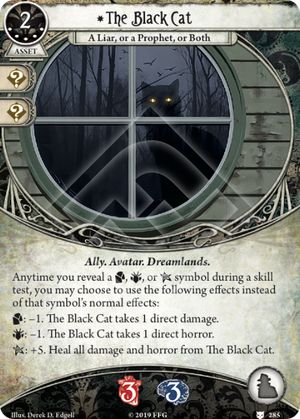 2
*The Black Cat
A Liar, or a Prophet, or Both
ASSET
?
?
Ally. Avatar. Dreamlands.
Anytime you reveal a , , or symbol during a skill
test, you may choose to use the following effects instead
of that symbol's normal effects:
: –1. The Black Cat takes 1 direct damage.
: –1. The Black Cat takes 1 direct horror.
: +5. Heal all damage and horror from The Black Cat.
3 3
Illus. Derek D. Edgell © 2019 FFG 285